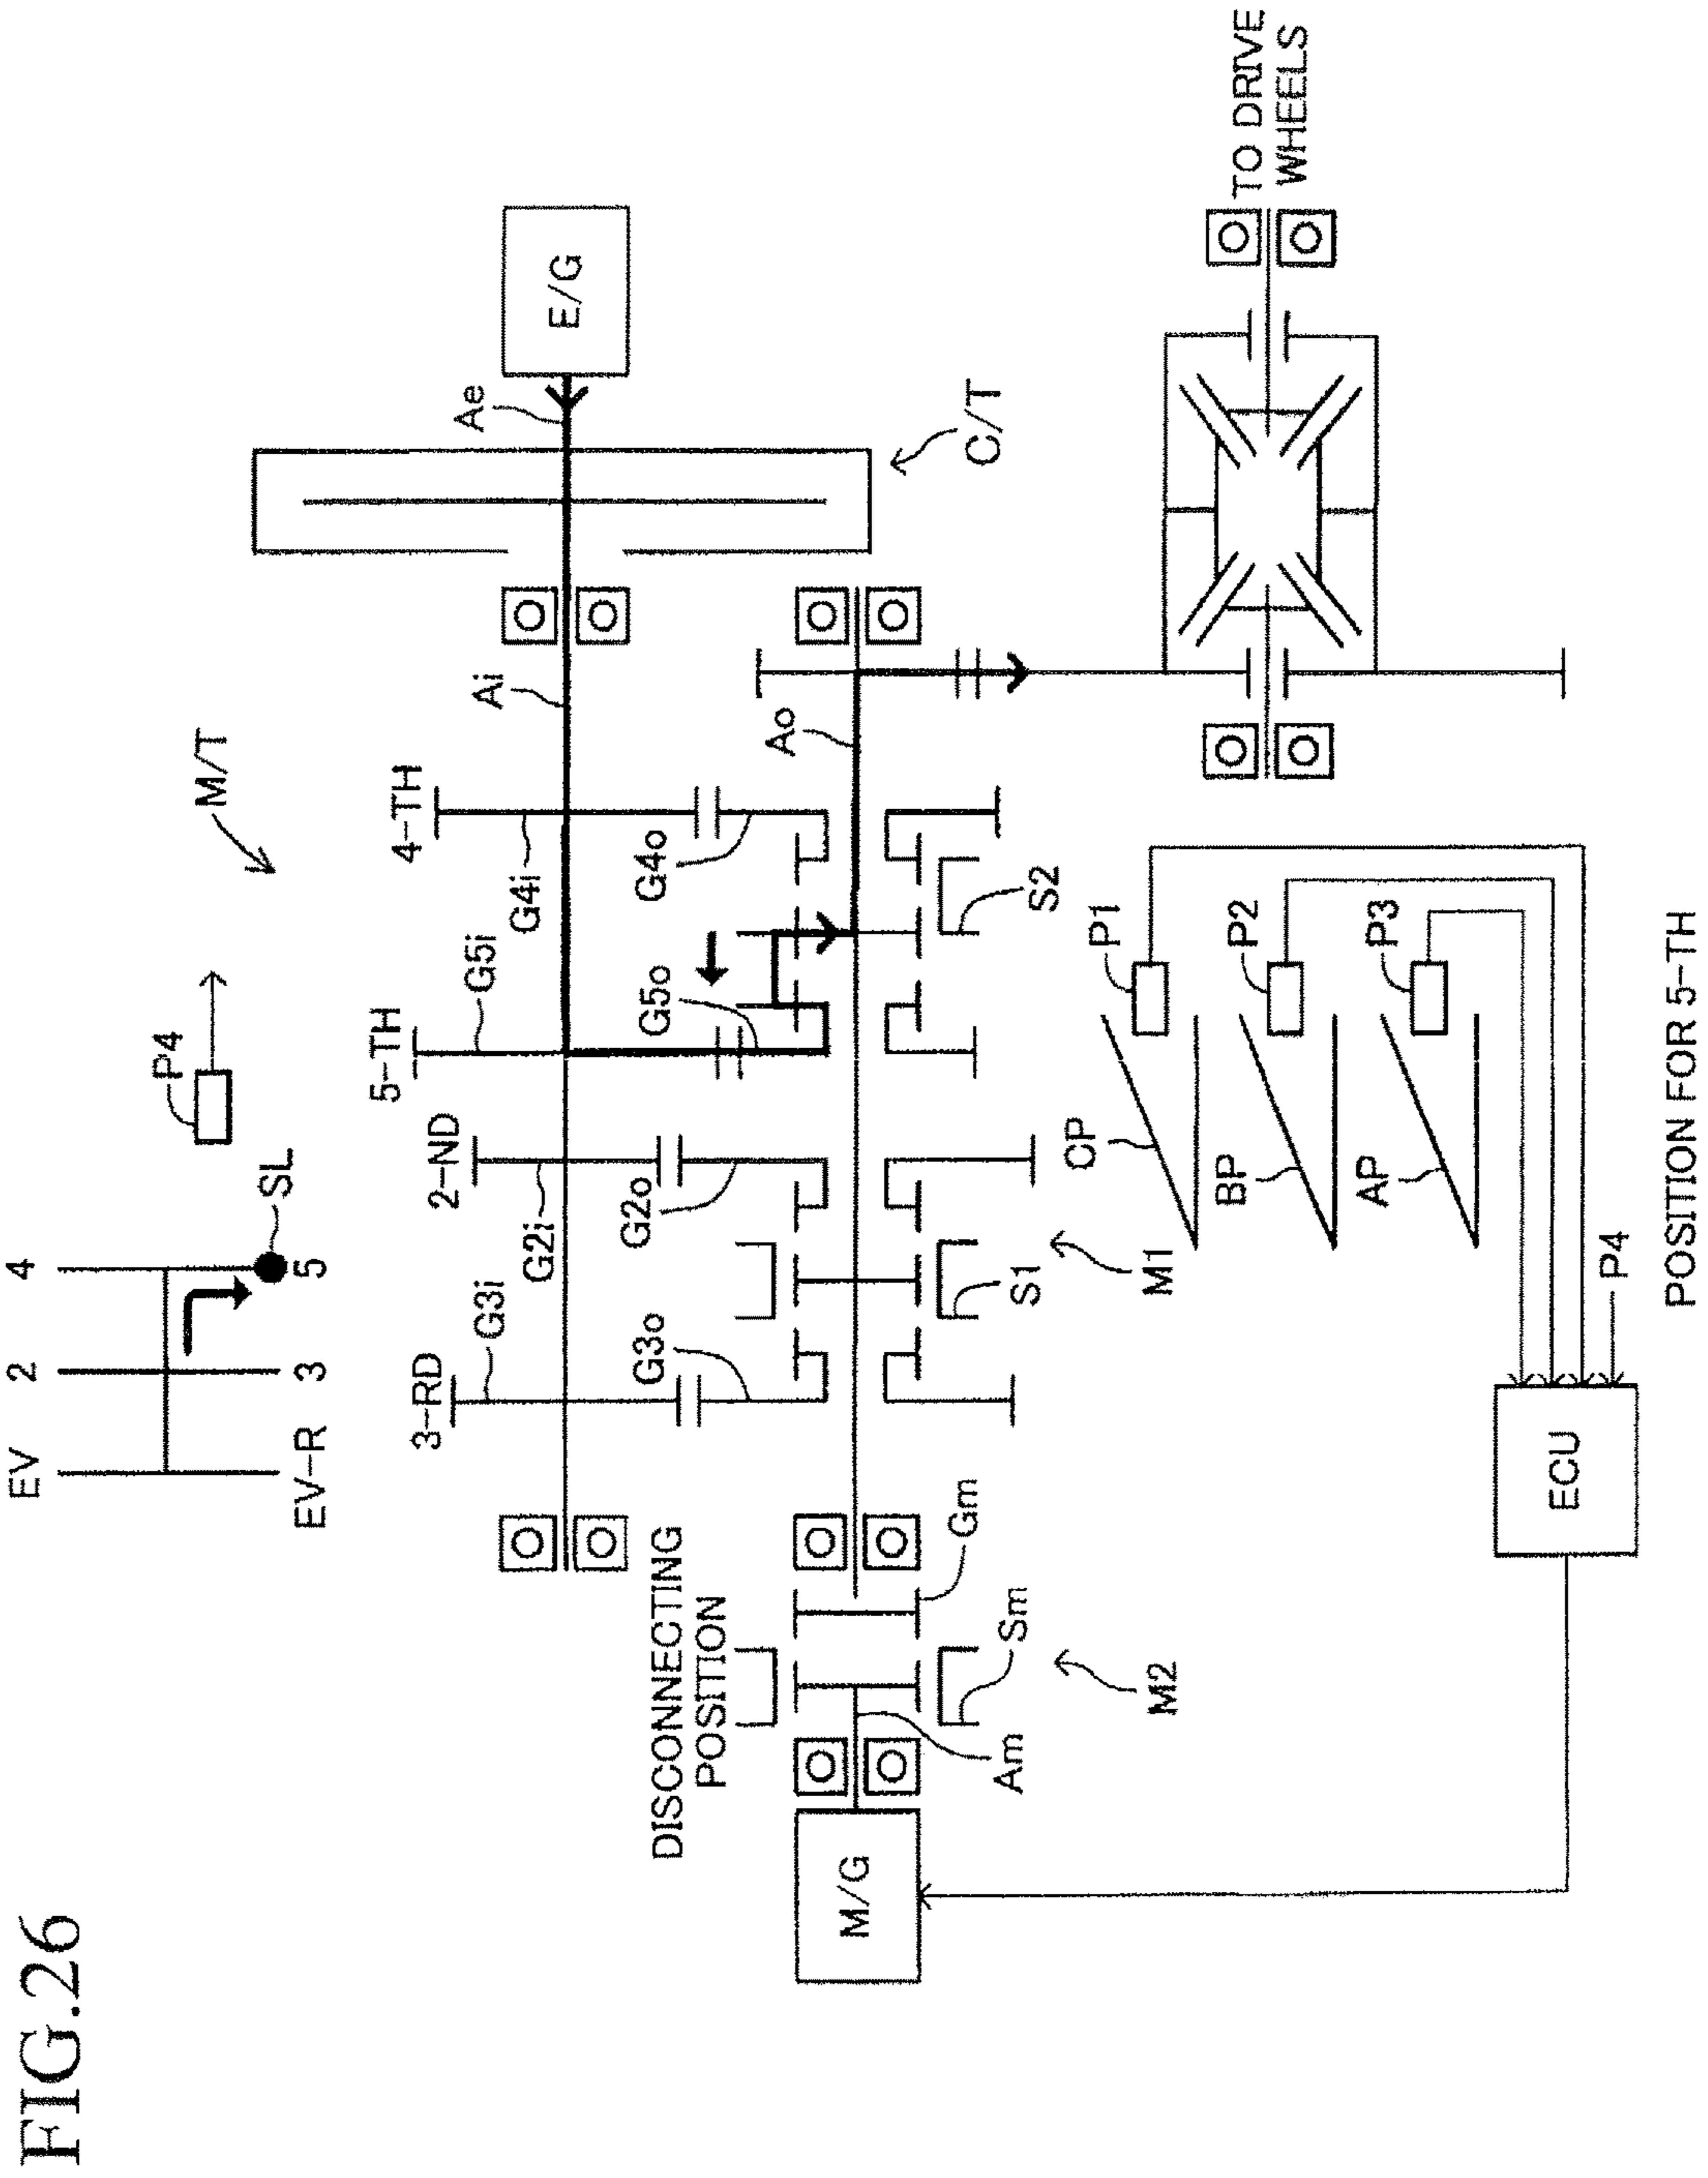 FIG.26
EV
2
4
EV-R
3
5
SL
P4
M/T
3-RD
2-ND
5-TH
4-TH
G3i
G2i
G5i
G4i
Ai
Ae
E/G
G3o
G2o
G5o
G4o
Ao
C/T
DISCONNECTING
POSITION
M/G
Am
Sm
Gm
M2
S1
M1
S2
TO DRIVE
WHEELS
CP
P1
BP
P2
AP
P3
P4
ECU
POSITION FOR 5-TH